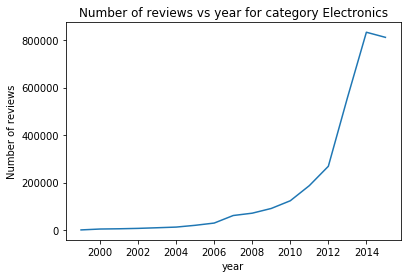 Number of reviews vs year for category Electronics
Number of reviews
800000
600000
400000
200000
0
2000 2002 2004 2006 2008 2010 2012 2014
year